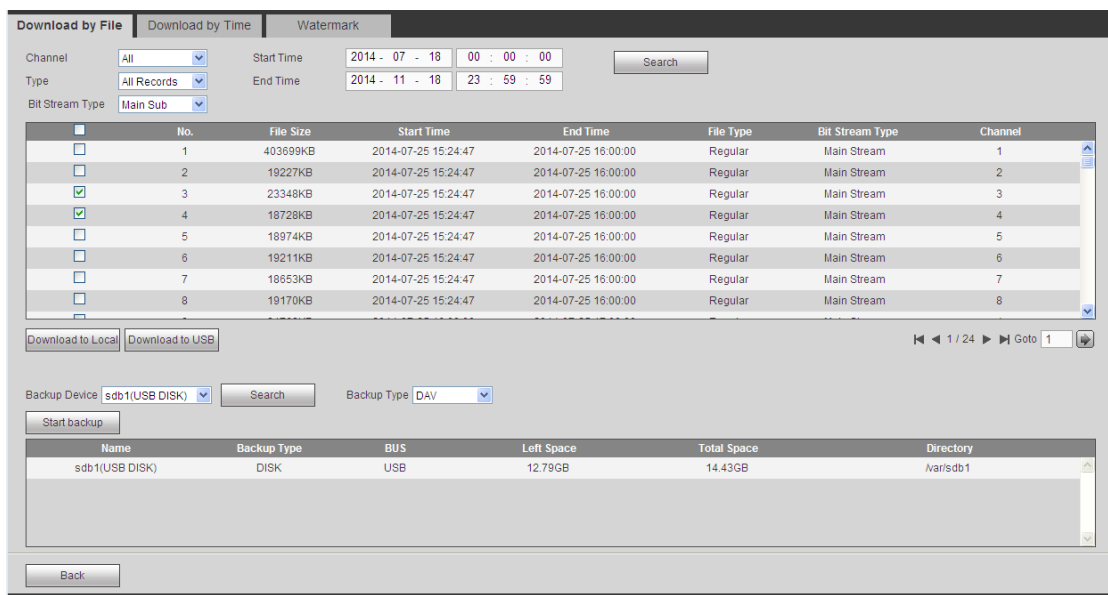 Download by File Download by Time Watermark
Channel All Start Time 2014 - 07 - 18 00 : 00 : 00 Search
Type All Records End Time 2014 - 11 - 18 23 : 59 : 59
Bit Stream Type Main Sub
No. File Size Start Time End Time File Type Bit Stream Type Channel
1 403699KB 2014-07-25 15:24:47 2014-07-25 16:00:00 Regular Main Stream 1
2 19227KB 2014-07-25 15:24:47 2014-07-25 16:00:00 Regular Main Stream 2
3 23348KB 2014-07-25 15:24:47 2014-07-25 16:00:00 Regular Main Stream 3
4 18728KB 2014-07-25 15:24:47 2014-07-25 16:00:00 Regular Main Stream 4
5 18974KB 2014-07-25 15:24:47 2014-07-25 16:00:00 Regular Main Stream 5
6 19211KB 2014-07-25 15:24:47 2014-07-25 16:00:00 Regular Main Stream 6
7 18653KB 2014-07-25 15:24:47 2014-07-25 16:00:00 Regular Main Stream 7
8 19170KB 2014-07-25 15:24:47 2014-07-25 16:00:00 Regular Main Stream 8
Download to Local Download to USB 1 / 24 Goto 1
Backup Device sdb1(USB DISK) Search Backup Type DAV
Start backup
Name Backup Type BUS Left Space Total Space Directory
sdb1(USB DISK) DISK USB 12.79GB 14.43GB /var/sdb1
Back